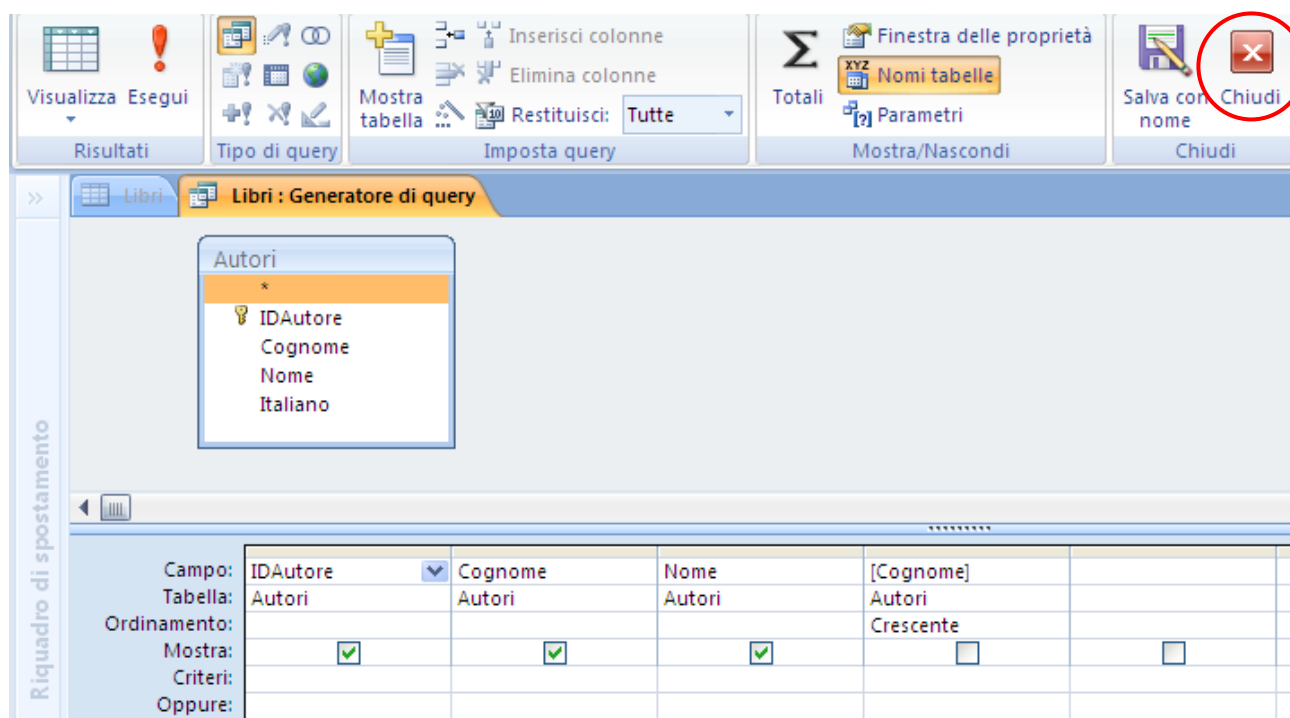 Visualizza Esegui
Risultati
Tipo di query
Mostra tabella
Inserisci colonne
Elimina colonne
Restituisci: Tutte
Imposta query
Σ
Totali
Finestra delle proprietà
XYZ Nomi tabelle
[?] Parametri
Mostra/Nascondi
Salva con nome
Chiudi
Chiudi
»
Libri
Libri : Generatore di query
Riquadro di spostamento
Autori
*
IDAutore
Cognome
Nome
Italiano
Campo: IDAutore Cognome Nome [Cognome]
Tabella: Autori Autori Autori Autori
Ordinamento: Crescente
Mostra:
Criteri:
Oppure: